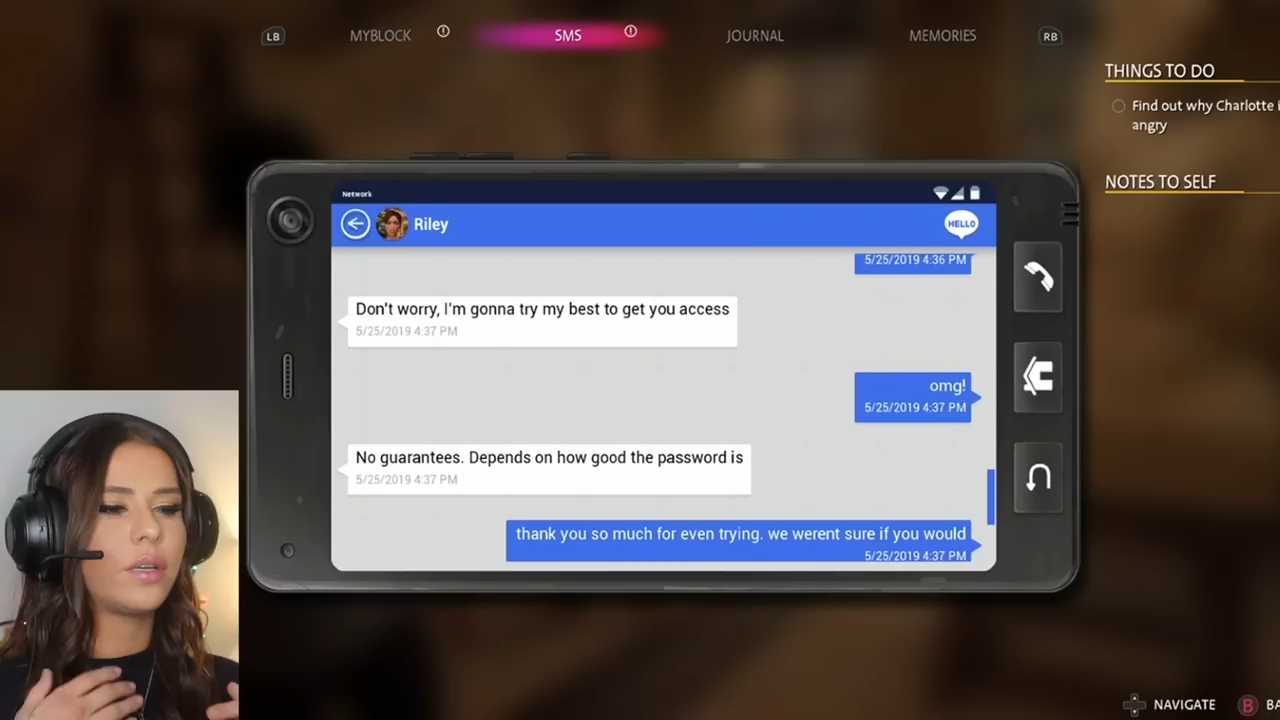 LB
MYBLOCK
SMS
JOURNAL
MEMORIES
RB
THINGS TO DO
Find out why Charlotte i
angry
NOTES TO SELF
Network
Riley
HELLO
5/25/2019 4:36 PM
Don't worry, I'm gonna try my best to get you access
5/25/2019 4:37 PM
omg!
5/25/2019 4:37 PM
No guarantees. Depends on how good the password is
5/25/2019 4:37 PM
thank you so much for even trying. we werent sure if you would
5/25/2019 4:37 PM
NAVIGATE
B BA